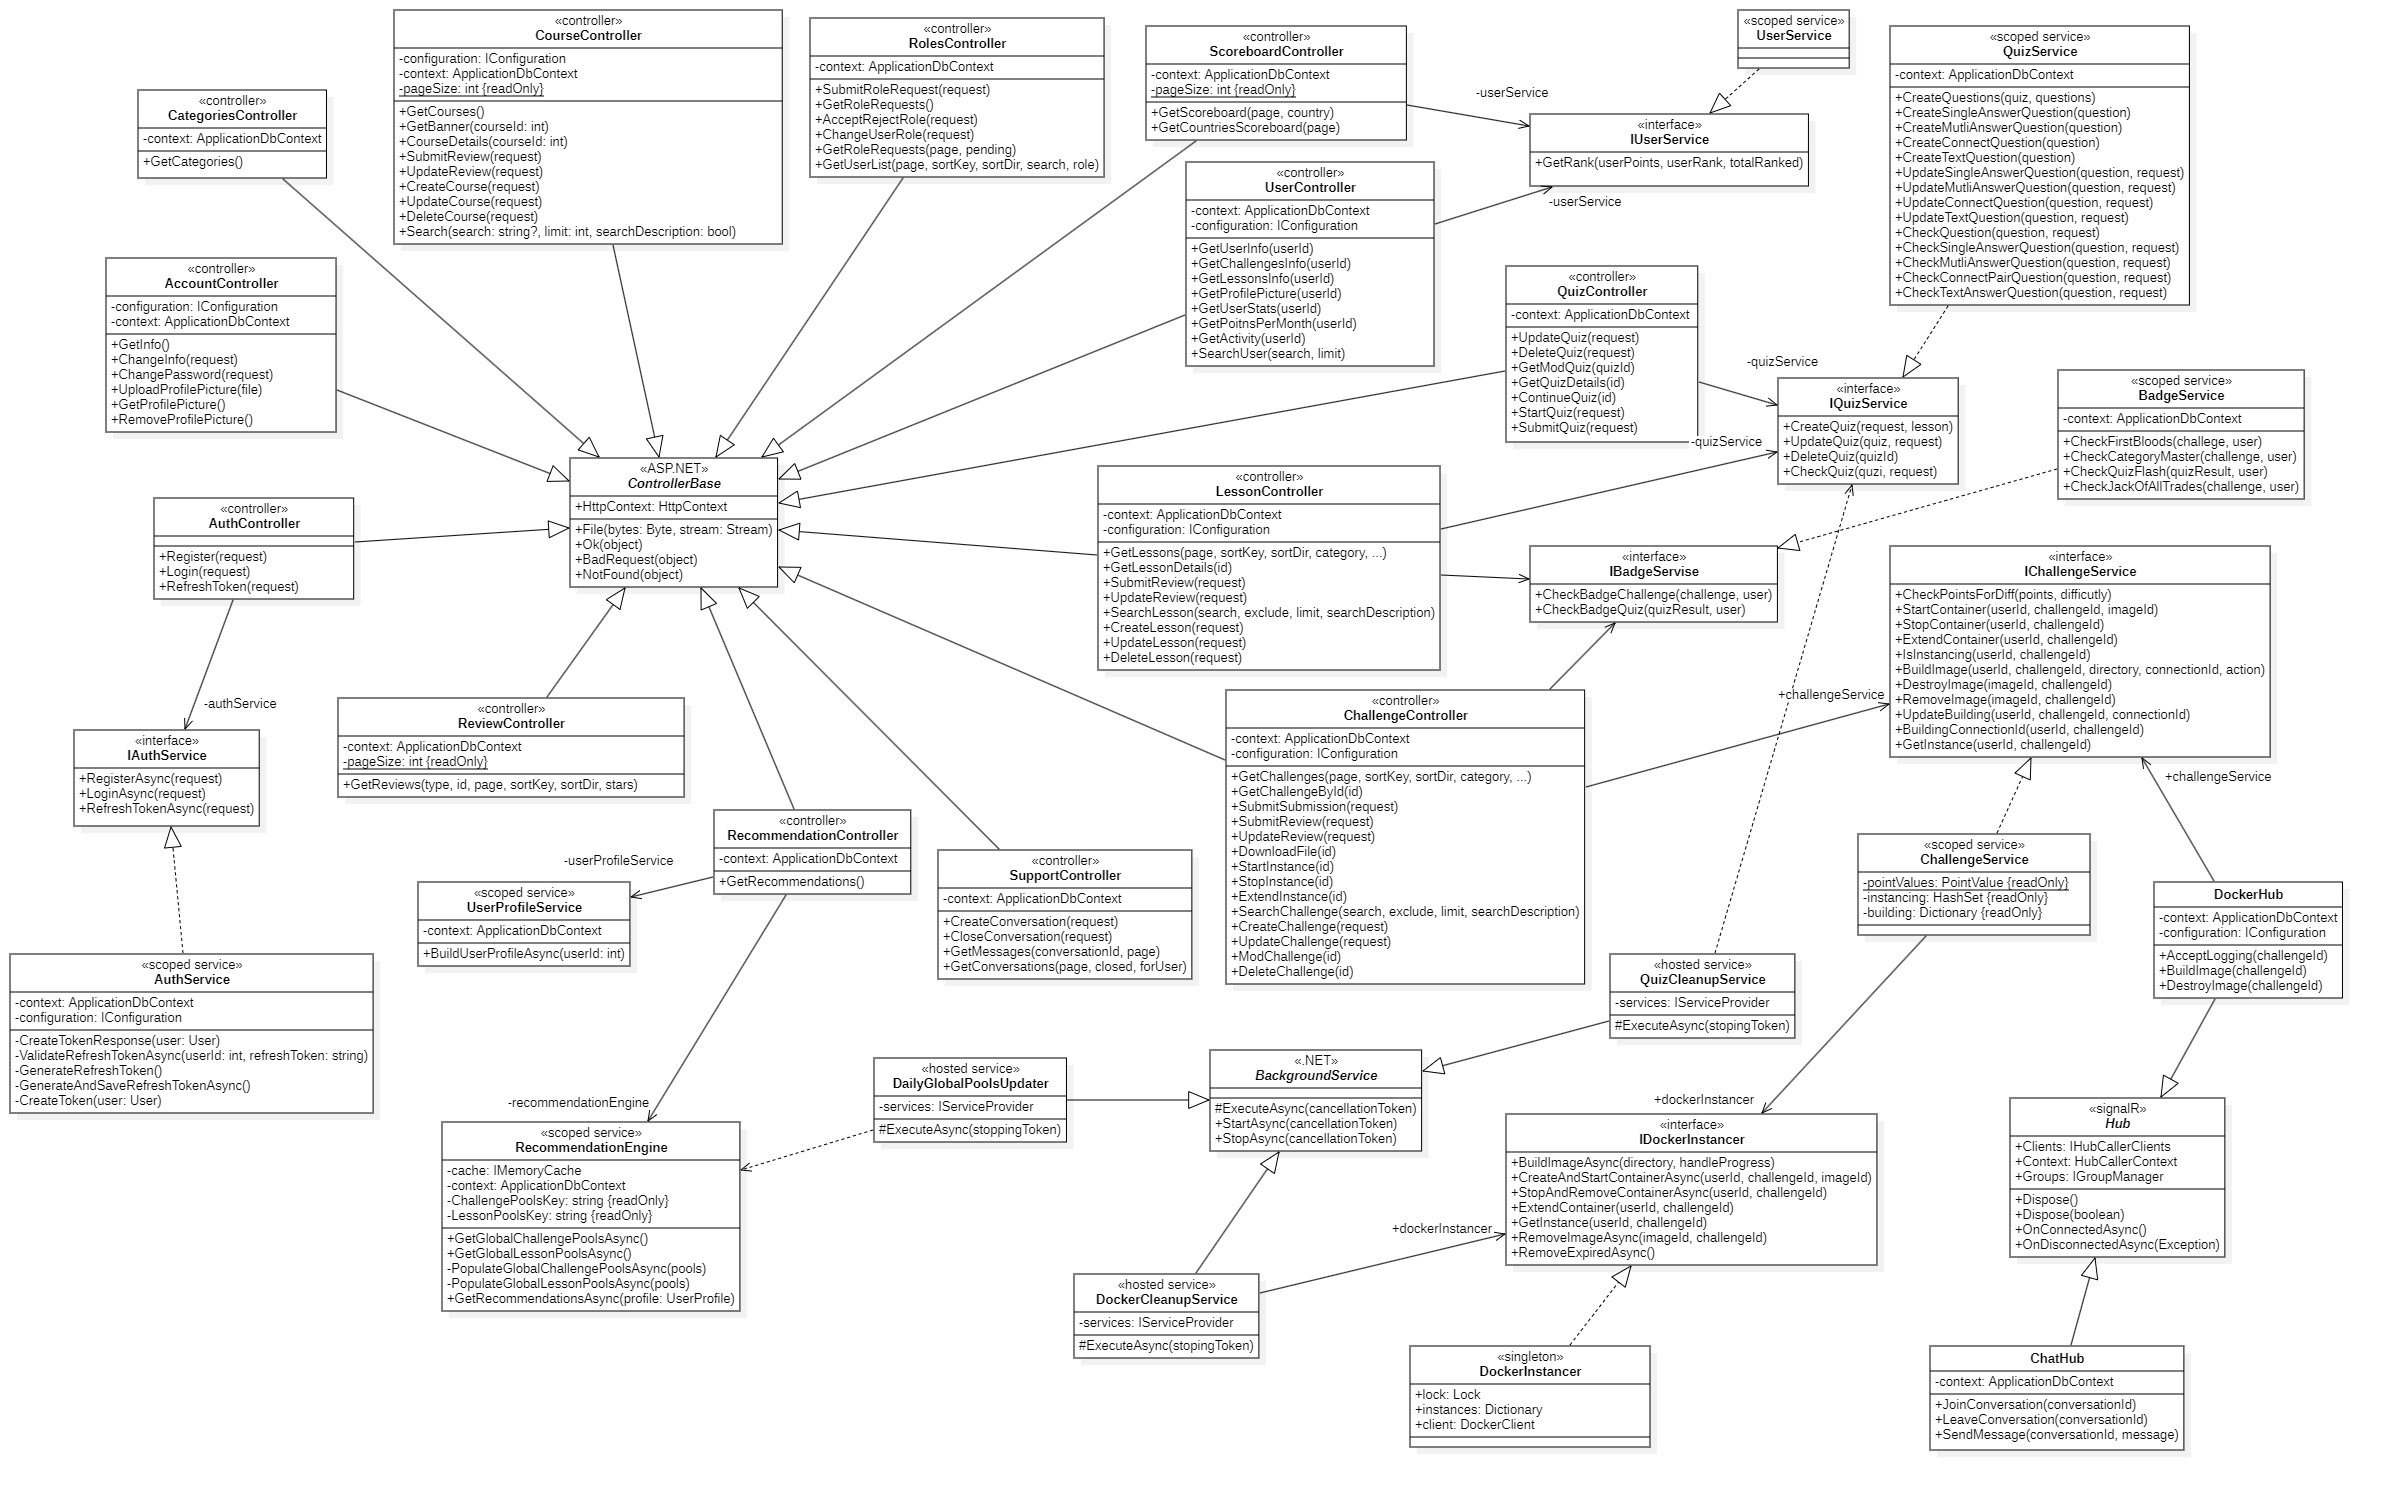 «controller»
CourseController
-configuration: IConfiguration
-context: ApplicationDbContext
-pageSize: int {readOnly}
+GetCourses()
+GetBanner(courseId: int)
+CourseDetails(courseId: int)
+SubmitReview(request)
+UpdateReview(request)
+CreateCourse(request)
+UpdateCourse(request)
+DeleteCourse(request)
+Search(search: string?, limit: int, searchDescription: bool)
«controller»
RolesController
-context: ApplicationDbContext
+SubmitRoleRequest(request)
+GetRoleRequests()
+AcceptRejectRole(request)
+ChangeUserRole(request)
+GetRoleRequests(page, pending)
+GetUserList(page, sortKey, sortDir, search, role)
«controller»
ScoreboardController
-context: ApplicationDbContext
-pageSize: int {readOnly}
+GetScoreboard(page, country)
+GetCountriesScoreboard(page)
-userService
«scoped service»
UserService
«scoped service»
QuizService
-context: ApplicationDbContext
+CreateQuestions(quiz, questions)
+CreateSingleAnswerQuestion(question)
+CreateMutliAnswerQuestion(question)
+CreateConnectQuestion(question)
+CreateTextQuestion(question)
+UpdateSingleAnswerQuestion(question, request)
+UpdateMutliAnswerQuestion(question, request)
+UpdateConnectQuestion(question, request)
+UpdateTextQuestion(question, request)
+CheckQuestion(question, request)
+CheckSingleAnswerQuestion(question, request)
+CheckMutliAnswerQuestion(question, request)
+CheckConnectPairQuestion(question, request)
+CheckTextAnswerQuestion(question, request)
«controller»
CategoriesController
-context: ApplicationDbContext
+GetCategories()
«interface»
IUserService
+GetRank(userPoints, userRank, totalRanked)
-userService
«controller»
UserController
-context: ApplicationDbContext
-configuration: IConfiguration
+GetUserInfo(userId)
+GetChallengesInfo(userId)
+GetLessonsInfo(userId)
+GetProfilePicture(userId)
+GetUserStats(userId)
+GetPoitnsPerMonth(userId)
+GetActivity(userId)
+SearchUser(search, limit)
«controller»
AccountController
-configuration: IConfiguration
-context: ApplicationDbContext
+GetInfo()
+ChangeInfo(request)
+ChangePassword(request)
+UploadProfilePicture(file)
+GetProfilePicture()
+RemoveProfilePicture()
«controller»
QuizController
-context: ApplicationDbContext
+UpdateQuiz(request)
+DeleteQuiz(request)
+GetModQuiz(quizId)
+GetQuizDetails(id)
+ContinueQuiz(id)
+StartQuiz(request)
+SubmitQuiz(request)
-quizService
-quizService
«interface»
IQuizService
+CreateQuiz(request, lesson)
+UpdateQuiz(quiz, request)
+DeleteQuiz(quizId)
+CheckQuiz(quzi, request)
«scoped service»
BadgeService
-context: ApplicationDbContext
+CheckFirstBloods(challege, user)
+CheckCategoryMaster(challenge, user)
+CheckQuizFlash(quizResult, user)
+CheckJackOfAllTrades(challenge, user)
«ASP.NET»
ControllerBase
+HttpContext: HttpContext
+File(bytes: Byte, stream: Stream)
+Ok(object)
+BadRequest(object)
+NotFound(object)
«controller»
LessonController
-context: ApplicationDbContext
-configuration: IConfiguration
+GetLessons(page, sortKey, sortDir, category, ...)
+GetLessonDetails(id)
+SubmitReview(request)
+UpdateReview(request)
+SearchLesson(search, exclude, limit, searchDescription)
+CreateLesson(request)
+UpdateLesson(request)
+DeleteLesson(request)
«controller»
AuthController
+Register(request)
+Login(request)
+RefreshToken(request)
«interface»
IBadgeServise
+CheckBadgeChallenge(challenge, user)
+CheckBadgeQuiz(quizResult, user)
«interface»
IChallengeService
+CheckPointsForDiff(points, difficutly)
+StartContainer(userId, challengeId, imageId)
+StopContainer(userId, challengeId)
+ExtendContainer(userId, challengeId)
+IsInstancing(userId, challengeId)
+BuildImage(userId, challengeId, directory, connectionId, action)
+DestroyImage(imageId, challengeId)
+RemoveImage(imageId, challengeId)
+UpdateBuilding(userId, challengeId, connectionId)
+BuildingConnectionId(userId, challengeId)
+GetInstance(userId, challengeId)
-authService
«interface»
IAuthService
+RegisterAsync(request)
+LoginAsync(request)
+RefreshTokenAsync(request)
«controller»
ReviewController
-context: ApplicationDbContext
-pageSize: int {readOnly}
+GetReviews(type, id, page, sortKey, sortDir, stars)
«controller»
ChallengeController
-context: ApplicationDbContext
-configuration: IConfiguration
+GetChallenges(page, sortKey, sortDir, category, ...)
+GetChallengeById(id)
+SubmitSubmission(request)
+SubmitReview(request)
+UpdateReview(request)
+DownloadFile(id)
+StartInstance(id)
+StopInstance(id)
+ExtendInstance(id)
+SearchChallenge(search, exclude, limit, searchDescription)
+CreateChallenge(request)
+UpdateChallenge(request)
+ModChallenge(id)
+DeleteChallenge(id)
+challengeService
+challengeService
«controller»
RecommendationController
-context: ApplicationDbContext
+GetRecommendations()
-userProfileService
«scoped service»
UserProfileService
-context: ApplicationDbContext
+BuildUserProfileAsync(userId: int)
«controller»
SupportController
-context: ApplicationDbContext
+CreateConversation(request)
+CloseConversation(request)
+GetMessages(conversationId, page)
+GetConversations(page, closed, forUser)
«scoped service»
ChallengeService
-pointValues: PointValue {readOnly}
-instancing: HashSet {readOnly}
-building: Dictionary {readOnly}
DockerHub
-context: ApplicationDbContext
-configuration: IConfiguration
+AcceptLogging(challengeId)
+BuildImage(challengeId)
+DestroyImage(challengeId)
«scoped service»
AuthService
-context: ApplicationDbContext
-configuration: IConfiguration
-CreateTokenResponse(user: User)
-ValidateRefreshTokenAsync(userId: int, refreshToken: string)
-GenerateRefreshToken()
-GenerateAndSaveRefreshTokenAsync()
-CreateToken(user: User)
«hosted service»
QuizCleanupService
-services: IServiceProvider
#ExecuteAsync(stopingToken)
«hosted service»
DailyGlobalPoolsUpdater
-services: IServiceProvider
#ExecuteAsync(stoppingToken)
«.NET»
BackgroundService
#ExecuteAsync(cancellationToken)
+StartAsync(cancellationToken)
+StopAsync(cancellationToken)
-recommendationEngine
«scoped service»
RecommendationEngine
-cache: IMemoryCache
-context: ApplicationDbContext
-ChallengePoolsKey: string {readOnly}
-LessonPoolsKey: string {readOnly}
+GetGlobalChallengePoolsAsync()
+GetGlobalLessonPoolsAsync()
-PopulateGlobalChallengePoolsAsync(pools)
-PopulateGlobalLessonPoolsAsync(pools)
+GetRecommendationsAsync(profile: UserProfile)
+dockerInstancer
«interface»
IDockerInstancer
+BuildImageAsync(directory, handleProgress)
+CreateAndStartContainerAsync(userId, challengeId, imageId)
+StopAndRemoveContainerAsync(userId, challengeId)
+ExtendContainer(userId, challengeId)
+GetInstance(userId, challengeId)
+RemoveImageAsync(imageId, challengeId)
+RemoveExpiredAsync()
+dockerInstancer
«signalR»
Hub
+Clients: IHubCallerClients
+Context: HubCallerContext
+Groups: IGroupManager
+Dispose()
+Dispose(boolean)
+OnConnectedAsync()
+OnDisconnectedAsync(Exception)
«hosted service»
DockerCleanupService
-services: IServiceProvider
#ExecuteAsync(stopingToken)
«singleton»
DockerInstancer
+lock: Lock
+instances: Dictionary
+client: DockerClient
ChatHub
-context: ApplicationDbContext
+JoinConversation(conversationId)
+LeaveConversation(conversationId)
+SendMessage(conversationId, message)